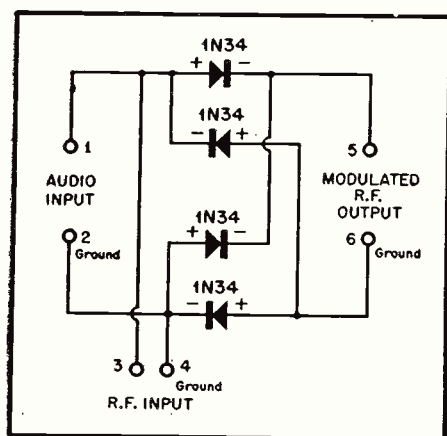 1N34
+ −
1N34
− +
1
5
AUDIO
INPUT
MODULATED
R.F.
OUTPUT
1N34
+ −
2
Ground
6
Ground
1N34
− +
3
4
Ground
R.F. INPUT